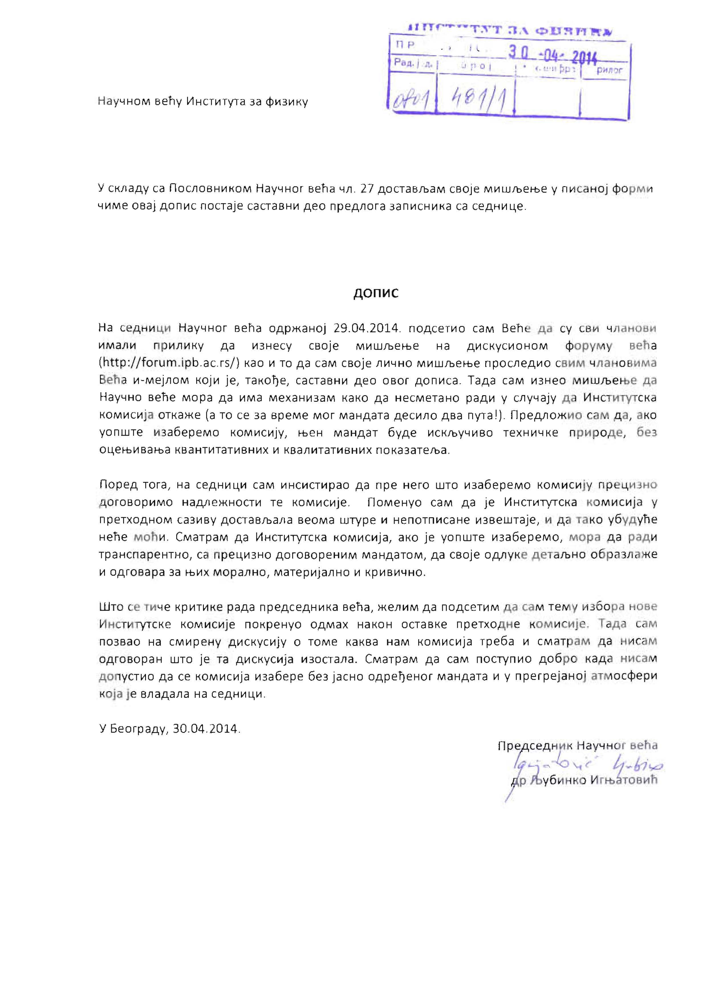 ИНСТИТУТ ЗА ФИЗИКУ
30 -04- 2014
0801 481/1
Научном већу Института за физику
У складу са Пословником Научног већа чл. 27 достављам своје мишљење у писаној форми
чиме овај допис постаје саставни део предлога записника са седнице.
ДОПИС
На седници Научног већа одржаној 29.04.2014. подсетио сам Веће да су сви чланови
имали прилику да изнесу своје мишљење на дискусионом форуму већа
(http://forum.ipb.ac.rs/) као и то да сам своје лично мишљење проследио свим члановима
Већа и-мејлом који је, такође, саставни део овог дописа. Тада сам изнео мишљење да
Научно веће мора да има механизам како да несметано ради у случају да Институтска
комисија откаже (а то се за време мог мандата десило два пута!). Предложио сам да, ако
уопште изаберемо комисију, њен мандат буде искључиво техничке природе, без
оцењивања квантитативних и квалитативних показатеља.
Поред тога, на седници сам инсистирао да пре него што изаберемо комисију прецизно
договоримо надлежности те комисије. Поменуо сам да је Институтска комисија у
претходном сазиву достављала веома штуре и непотписане извештаје, и да тако убудуће
неће моћи. Сматрам да Институтска комисија, ако је уопште изаберемо, мора да ради
транспарентно, са прецизно договореним мандатом, да своје одлуке детаљно образлаже
и одговара за њих морално, материјално и кривично.
Што се тиче критике рада председника већа, желим да подсетим да сам тему избора нове
Институтске комисије покренуо одмах након оставке претходне комисије. Тада сам
позвао на смирену дискусију о томе каква нам комисија треба и сматрам да нисам
одговоран што је та дискусија изостала. Сматрам да сам поступио добро када нисам
допустио да се комисија изабере без јасно одређеног мандата и у прегрејаној атмосфери
која је владала на седници.
У Београду, 30.04.2014.
Председник Научног већа
др Љубинко Игњатовић